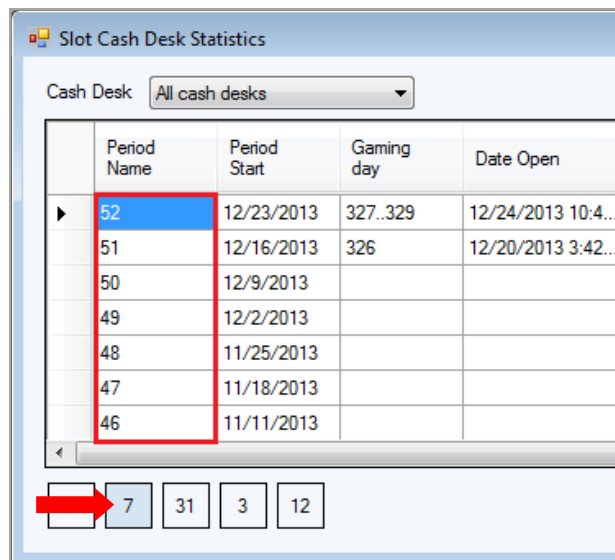 Slot Cash Desk Statistics
Cash Desk All cash desks
Period Name Period Start Gaming day Date Open
52 12/23/2013 327..329 12/24/2013 10:4...
51 12/16/2013 326 12/20/2013 3:42...
50 12/9/2013
49 12/2/2013
48 11/25/2013
47 11/18/2013
46 11/11/2013
7 31 3 12